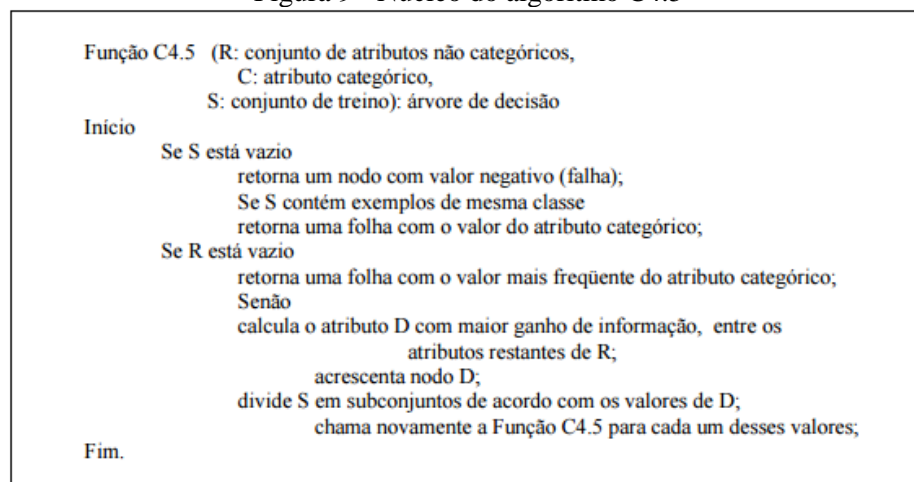 Função C4.5 (R: conjunto de atributos não categóricos,
C: atributo categórico,
S: conjunto de treino): árvore de decisão
Início
Se S está vazio
retorna um nodo com valor negativo (falha);
Se S contém exemplos de mesma classe
retorna uma folha com o valor do atributo categórico;
Se R está vazio
retorna uma folha com o valor mais freqüente do atributo categórico;
Senão
calcula o atributo D com maior ganho de informação, entre os
atributos restantes de R;
acrescenta nodo D;
divide S em subconjuntos de acordo com os valores de D;
chama novamente a Função C4.5 para cada um desses valores;
Fim.